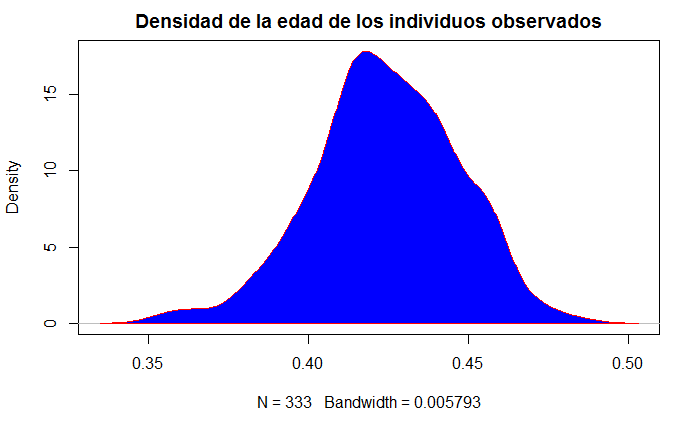 Densidad de la edad de los individuos observados
Density
15
10
5
0
0.35 0.40 0.45 0.50
N = 333 Bandwidth = 0.005793